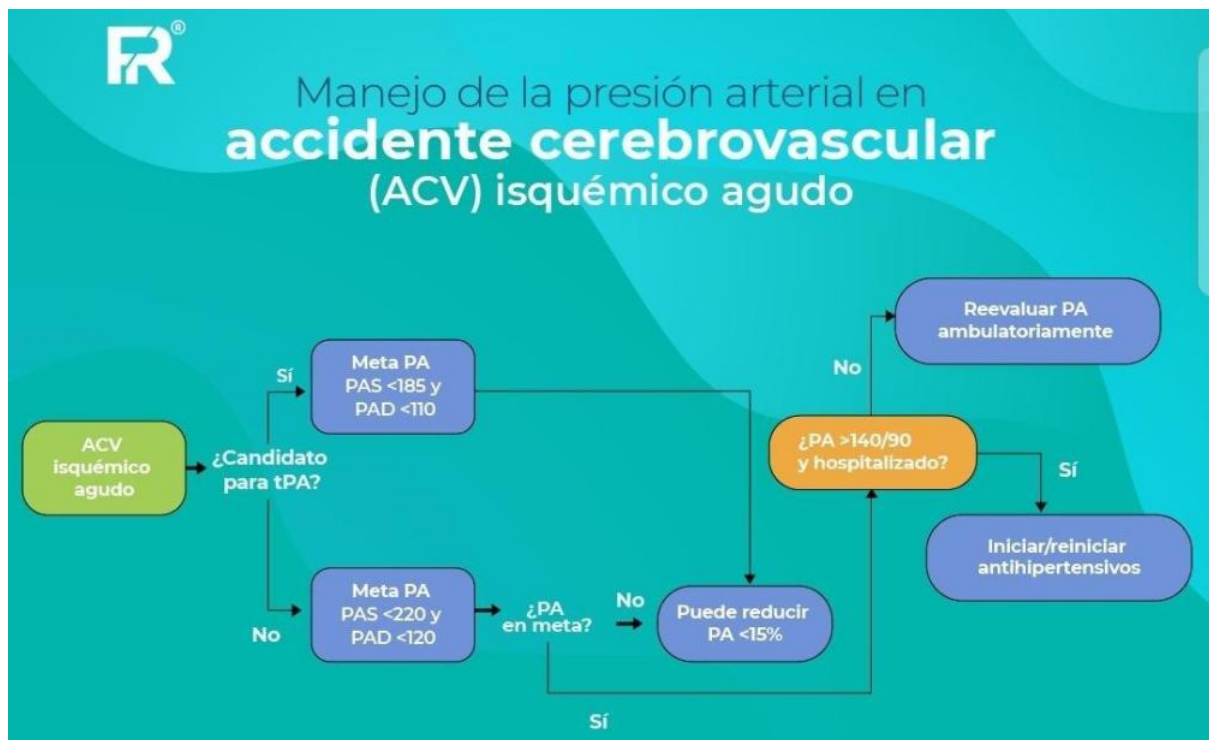 FR®
Manejo de la presión arterial en
accidente cerebrovascular
(ACV) isquémico agudo
ACV
isquémico
agudo
¿Candidato
para tPA?
Sí
Meta PA
PAS <185 y
PAD <110
No
Meta PA
PAS <220 y
PAD <120
¿PA
en meta?
No
Puede reducir
PA <15%
Sí
¿PA >140/90
y hospitalizado?
No
Reevaluar PA
ambulatoriamente
Sí
Iniciar/reiniciar
antihipertensivos